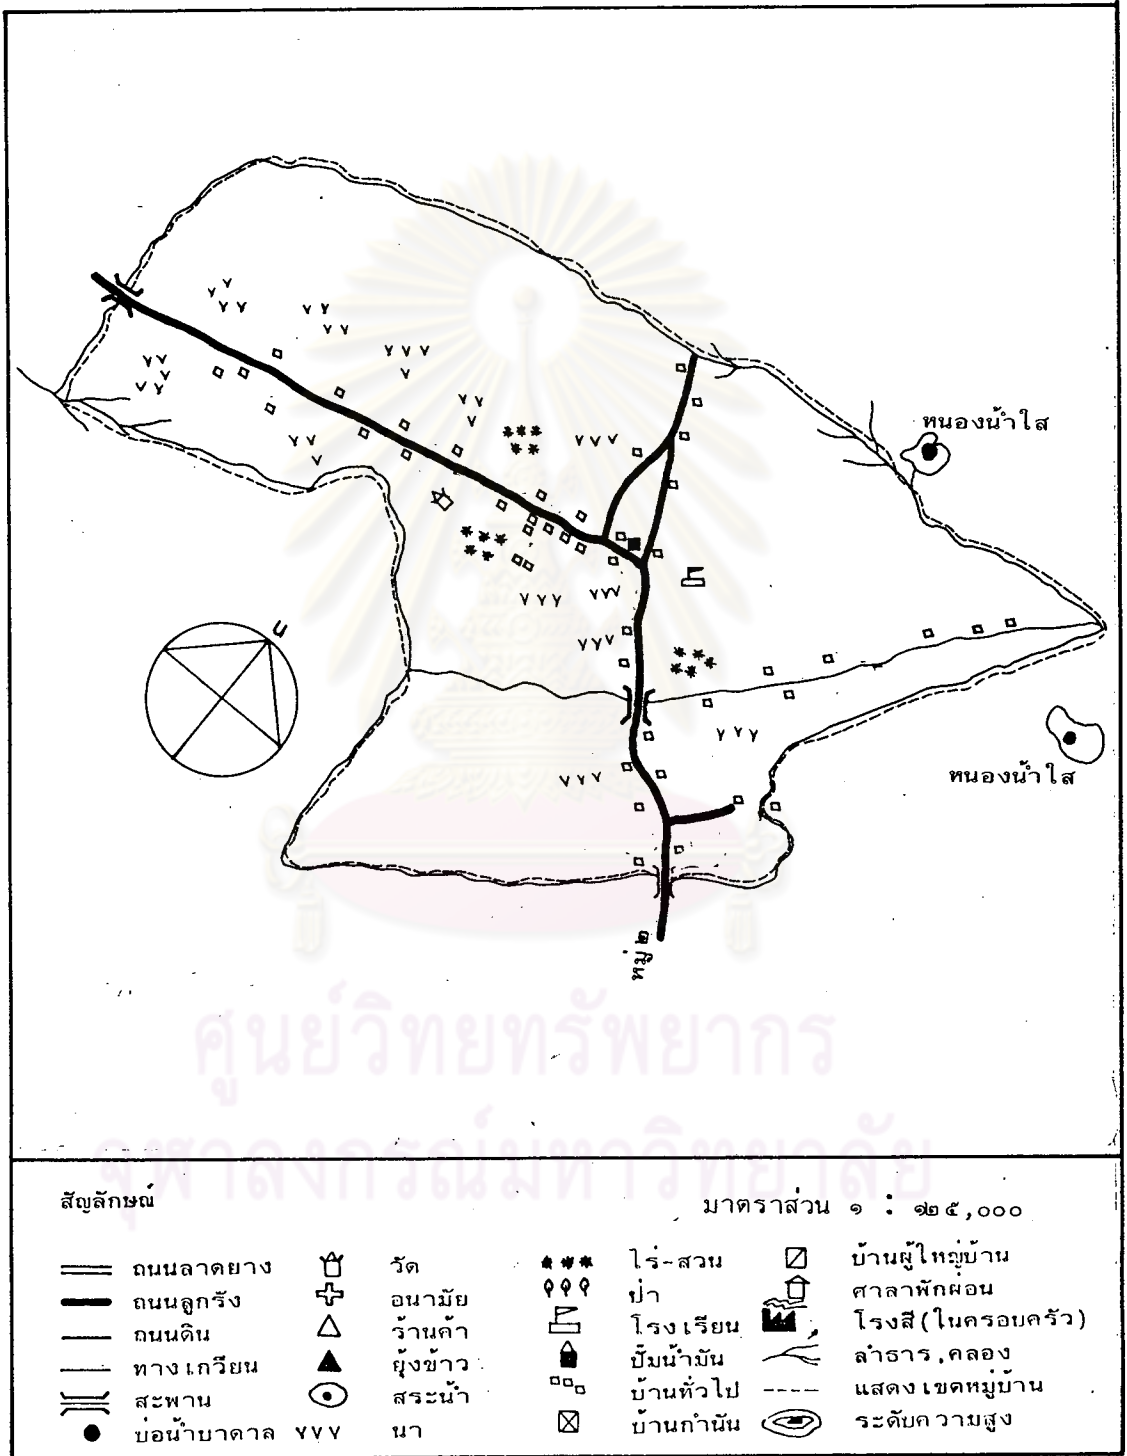 หนองน้ำใส
น
หนองน้ำใส
หมู่ ๒
ศูนย์วิทยทรัพยากร
จุฬาลงกรณ์มหาวิทยาลัย
สัญลักษณ์
มาตราส่วน ๑ : ๑๒๕,๐๐๐
ถนนลาดยาง วัด ไร่-สวน บ้านผู้ใหญ่บ้าน
ถนนลูกรัง อนามัย ป่า ศาลาพักผ่อน
ถนนดิน ร้านค้า โรงเรียน โรงสี(ในครอบครัว)
ทางเกวียน ยุ้งข้าว ปั๊มน้ำมัน ลำธาร,คลอง
สะพาน สระน้ำ บ้านทั่วไป แสดงเขตหมู่บ้าน
บ่อน้ำบาดาล นา บ้านกำนัน ระดับความสูง